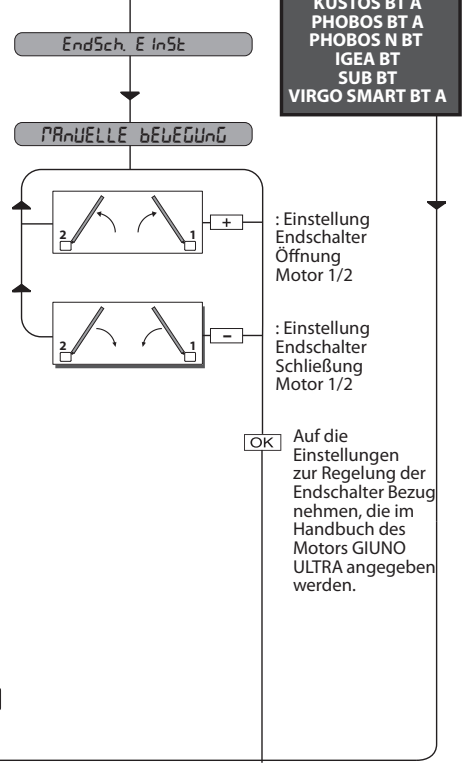 KUSTOS BT A
PHOBOS BT A
PHOBOS N BT
IGEA BT
SUB BT
VIRGO SMART BT A
EndSch. EInSt
MAnUELLE bEWEGUnG
2
1
+
: Einstellung
Endschalter
Öffnung
Motor 1/2
2
1
–
: Einstellung
Endschalter
Schließung
Motor 1/2
OK
Auf die
Einstellungen
zur Regelung der
Endschalter Bezug
nehmen, die im
Handbuch des
Motors GIUNO
ULTRA angegeben
werden.